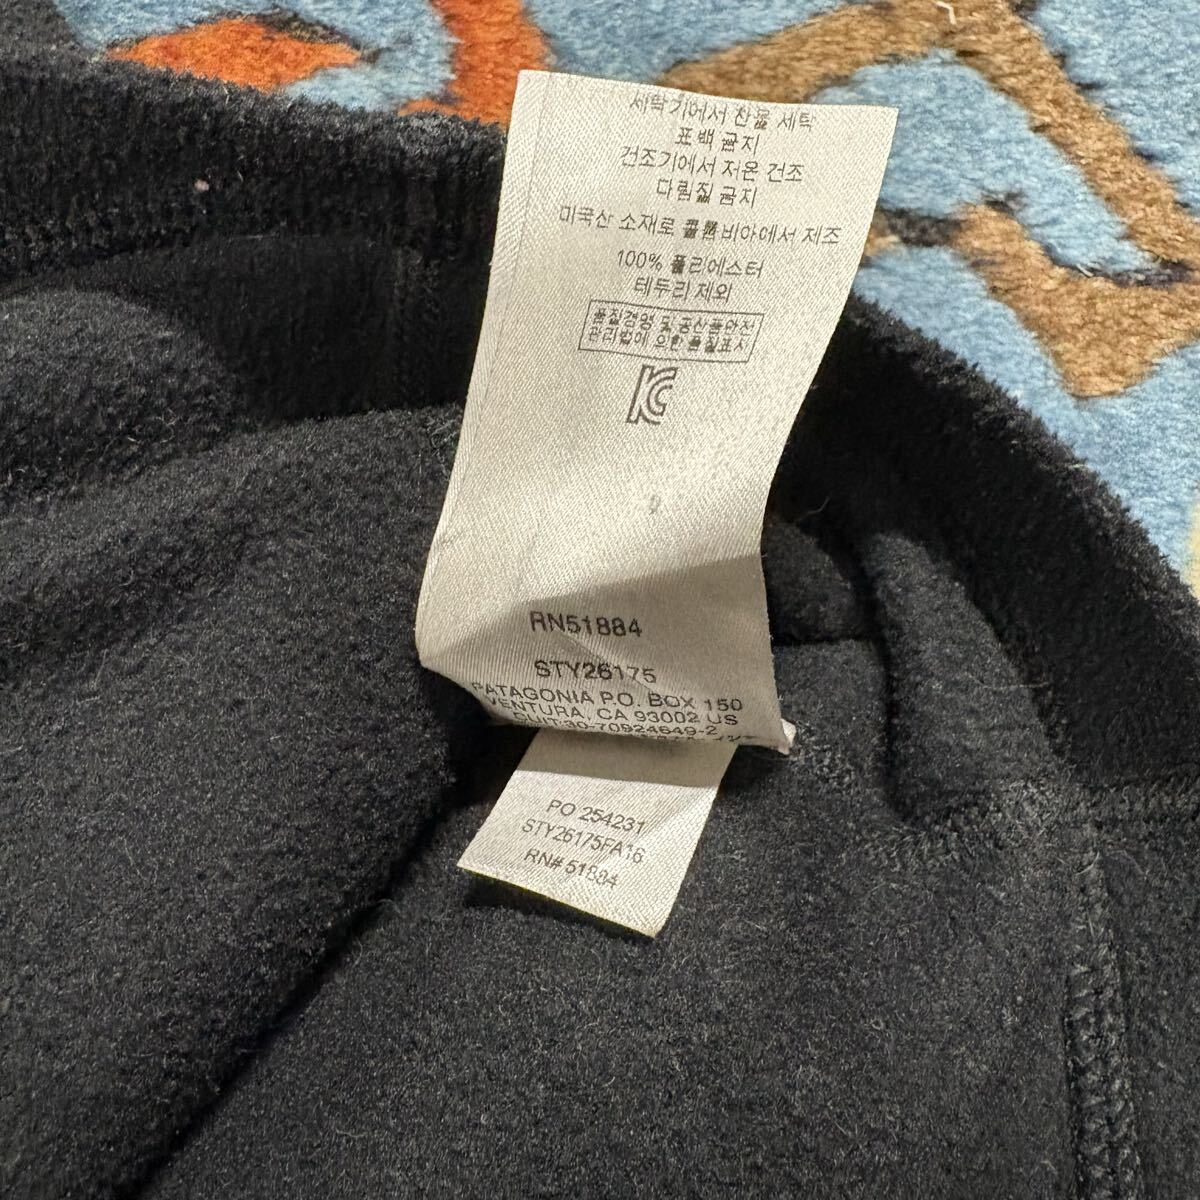 세탁기에서 찬물 세탁
표백 금지
건조기에서 저온 건조
다림질 금지
미국산 소재로 콜롬비아에서 제조
100% 폴리에스터
테두리 제외
품질경영 및 공산품안전
관리법에 의한 품질표시
KC
RN51884
STY26175
PATAGONIA P.O. BOX 150
VENTURA, CA 93002 US
CUIT:30-70924649-2
PO 254231
STY26175FA16
RN# 51884